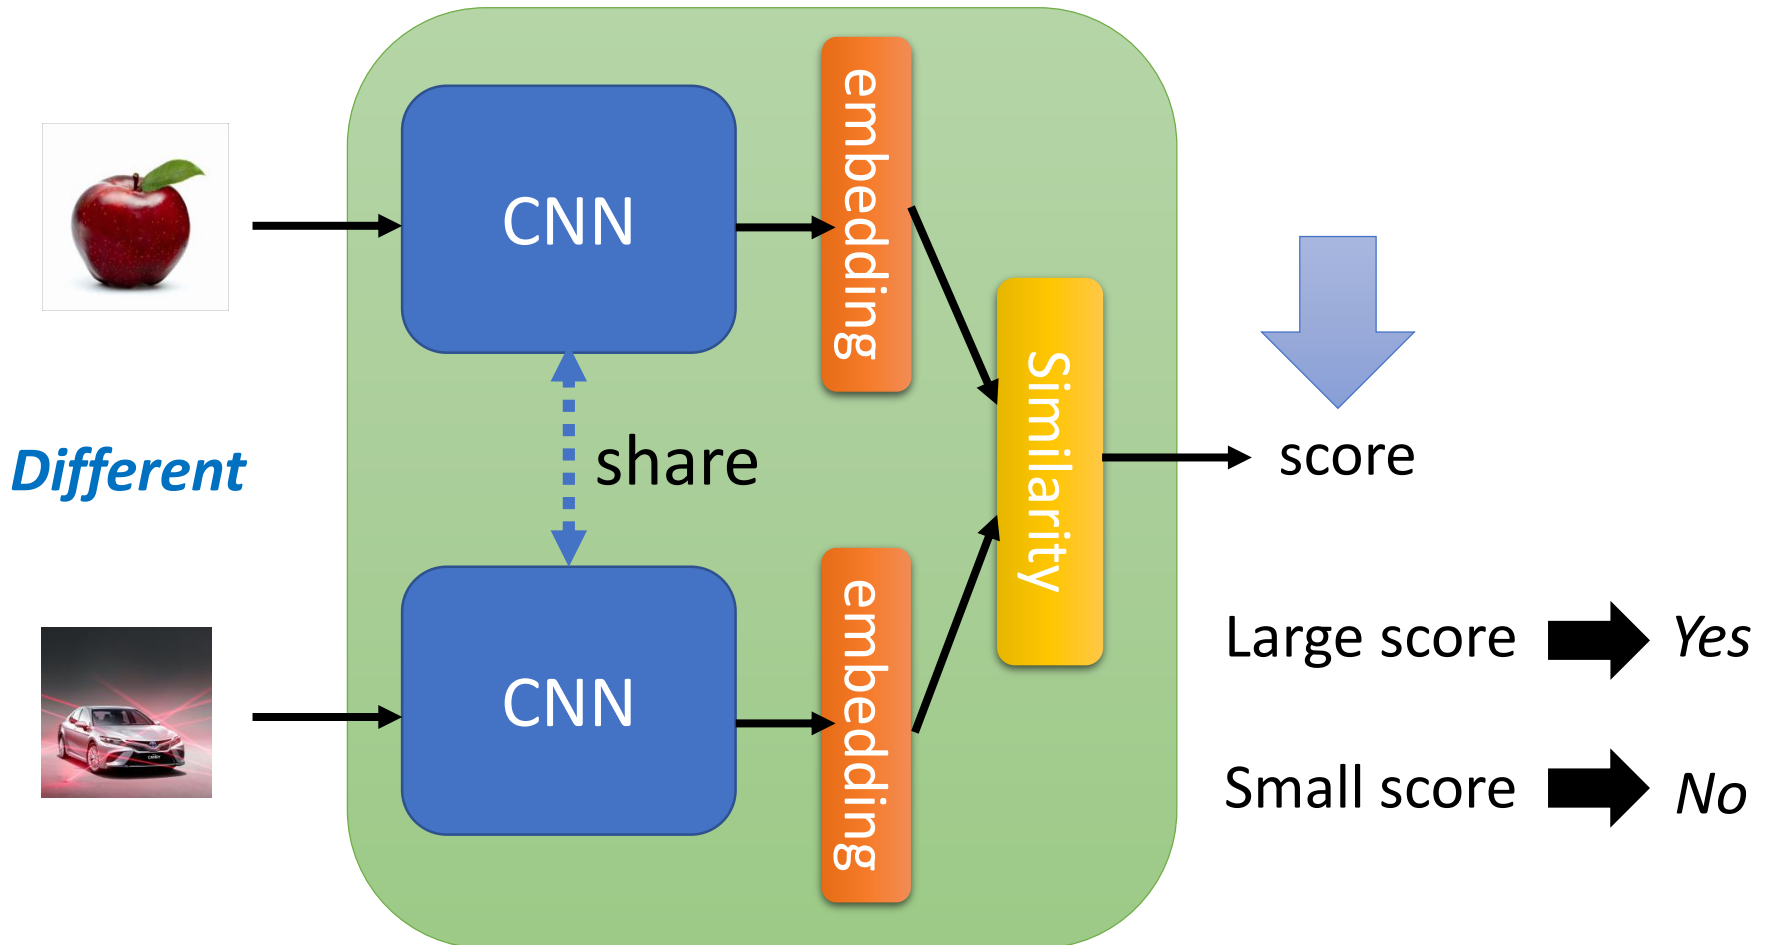 CNN
embedding
Different
share
Similarity
score
CNN
embedding
Large score
Yes
Small score
No